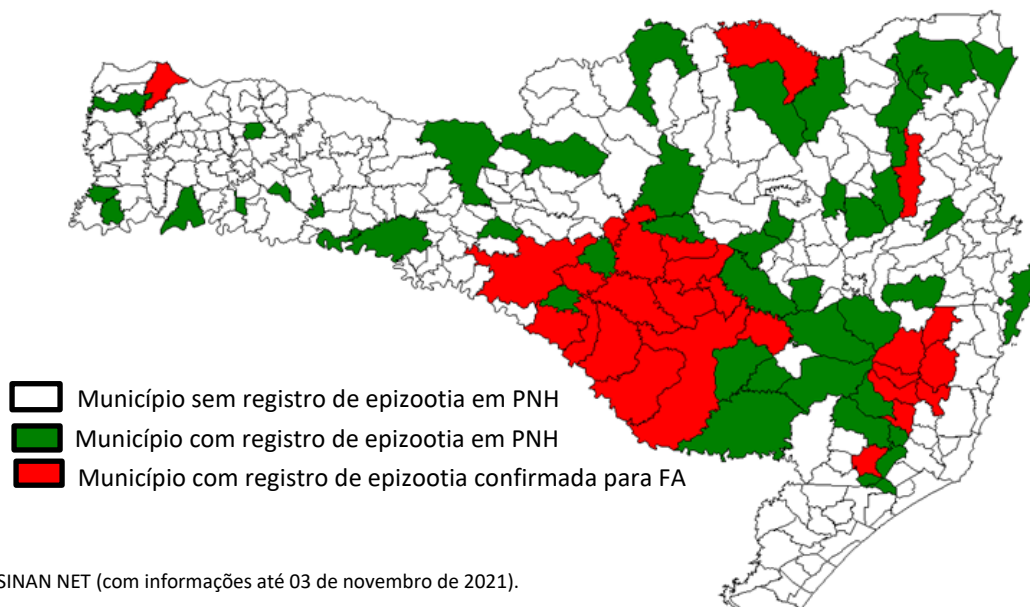 Município sem registro de epizootia em PNH
Município com registro de epizootia em PNH
Município com registro de epizootia confirmada para FA
SINAN NET (com informações até 03 de novembro de 2021).